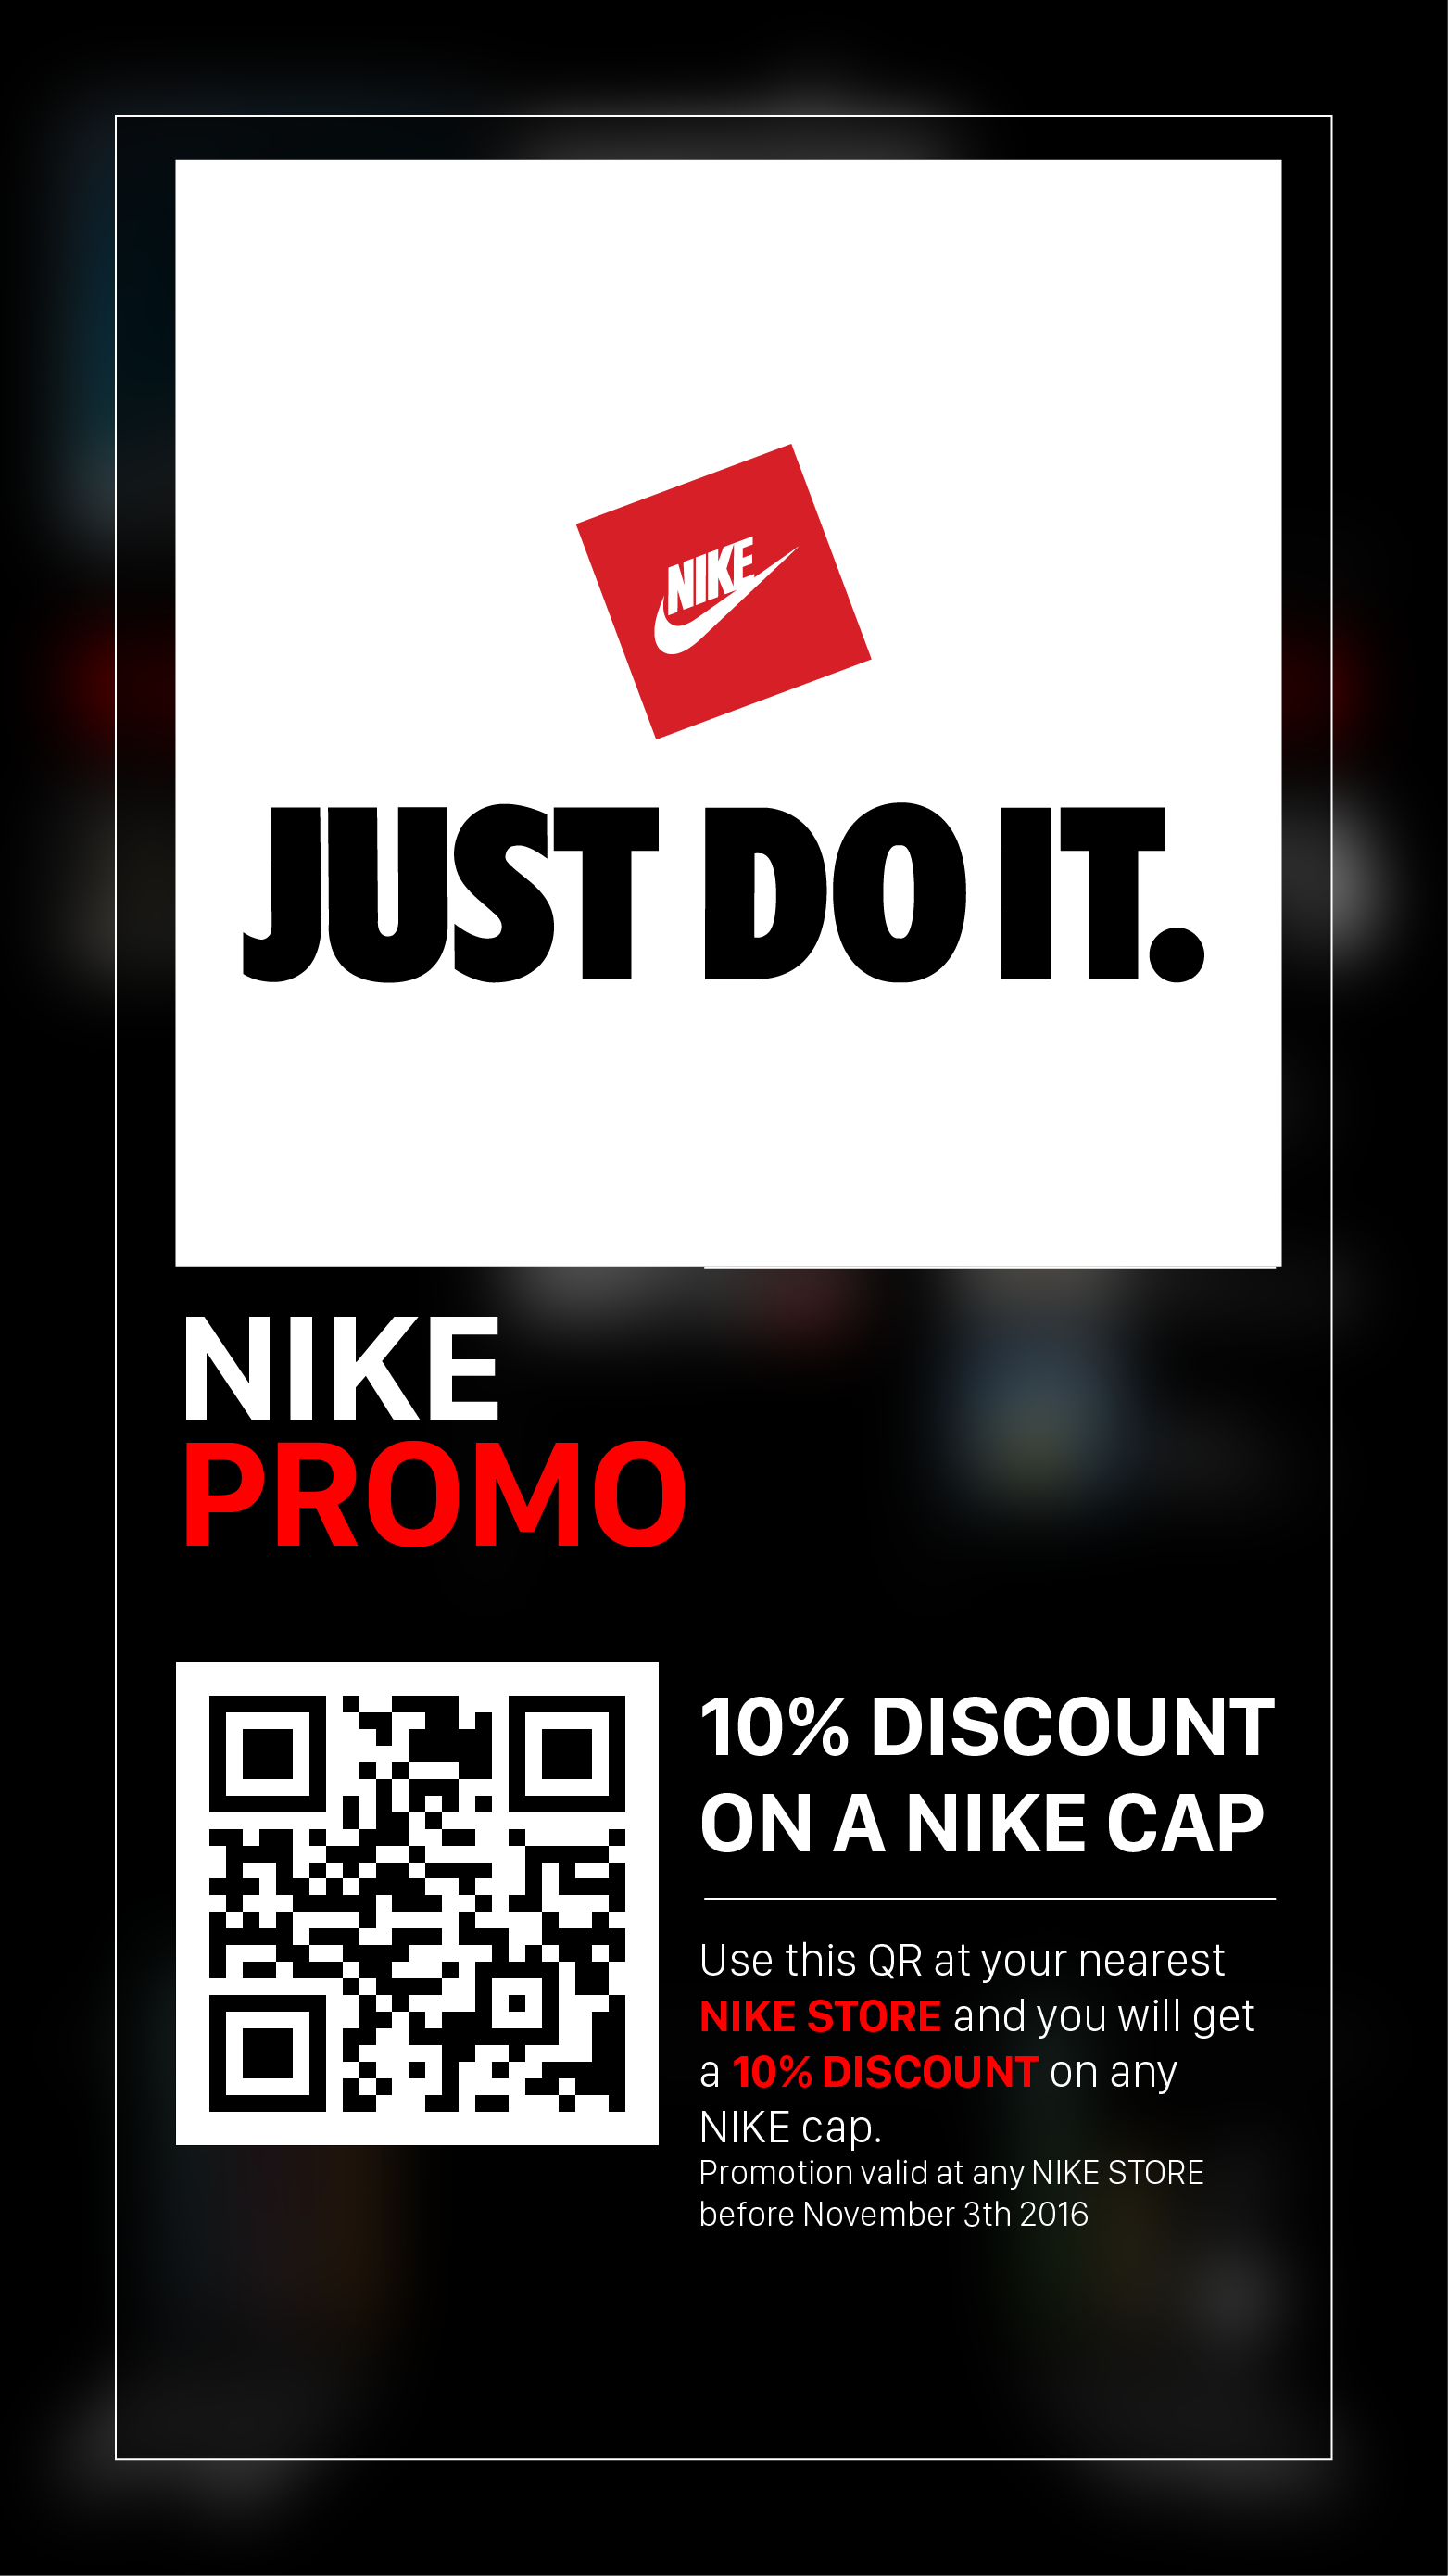 NIKE
JUST DO IT.
NIKE
PROMO
10% DISCOUNT
ON A NIKE CAP
Use this QR at your nearest
NIKE STORE and you will get
a 10% DISCOUNT on any
NIKE cap.
Promotion valid at any NIKE STORE
before November 3th 2016